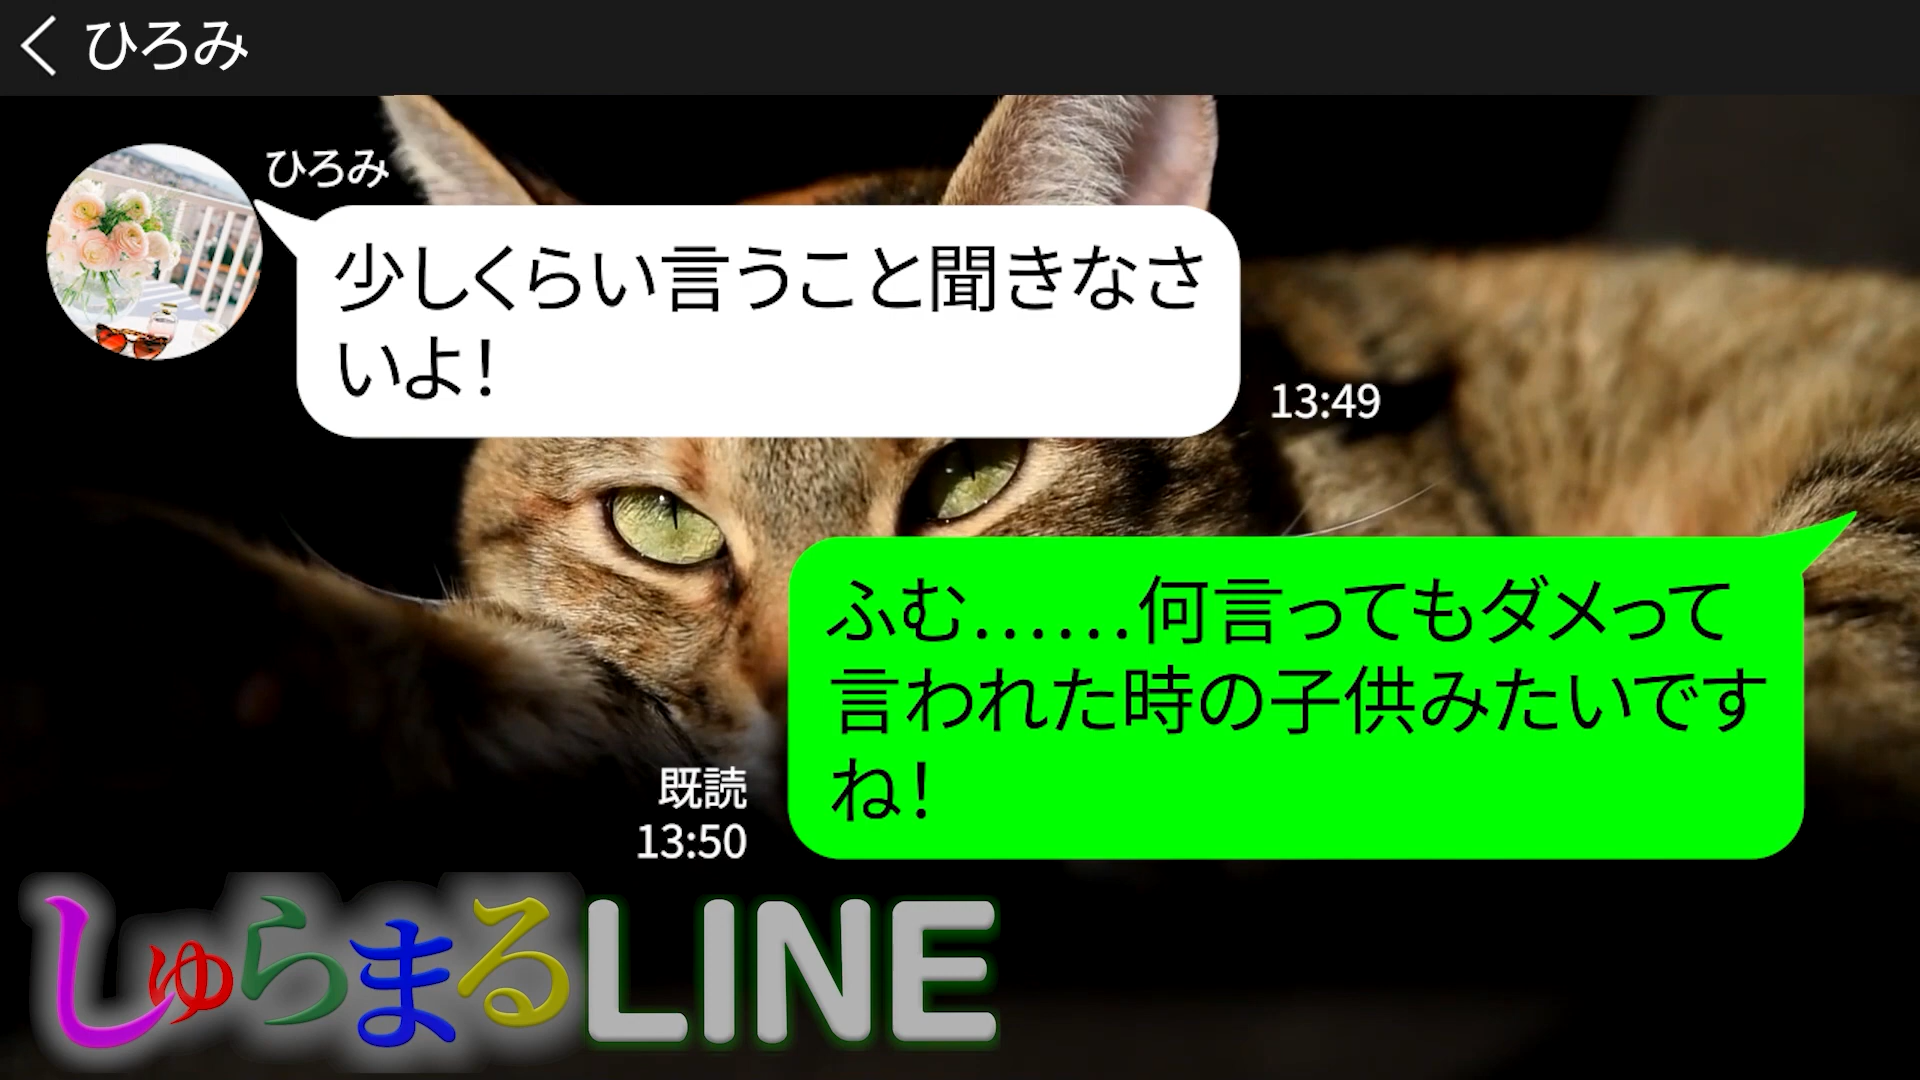 ひろみ
ひろみ
少しくらい言うこと聞きなさ
いよ!
13:49
ふむ……何言ってもダメって
言われた時の子供みたいです
ね!
既読
13:50
しゅらまるLINE